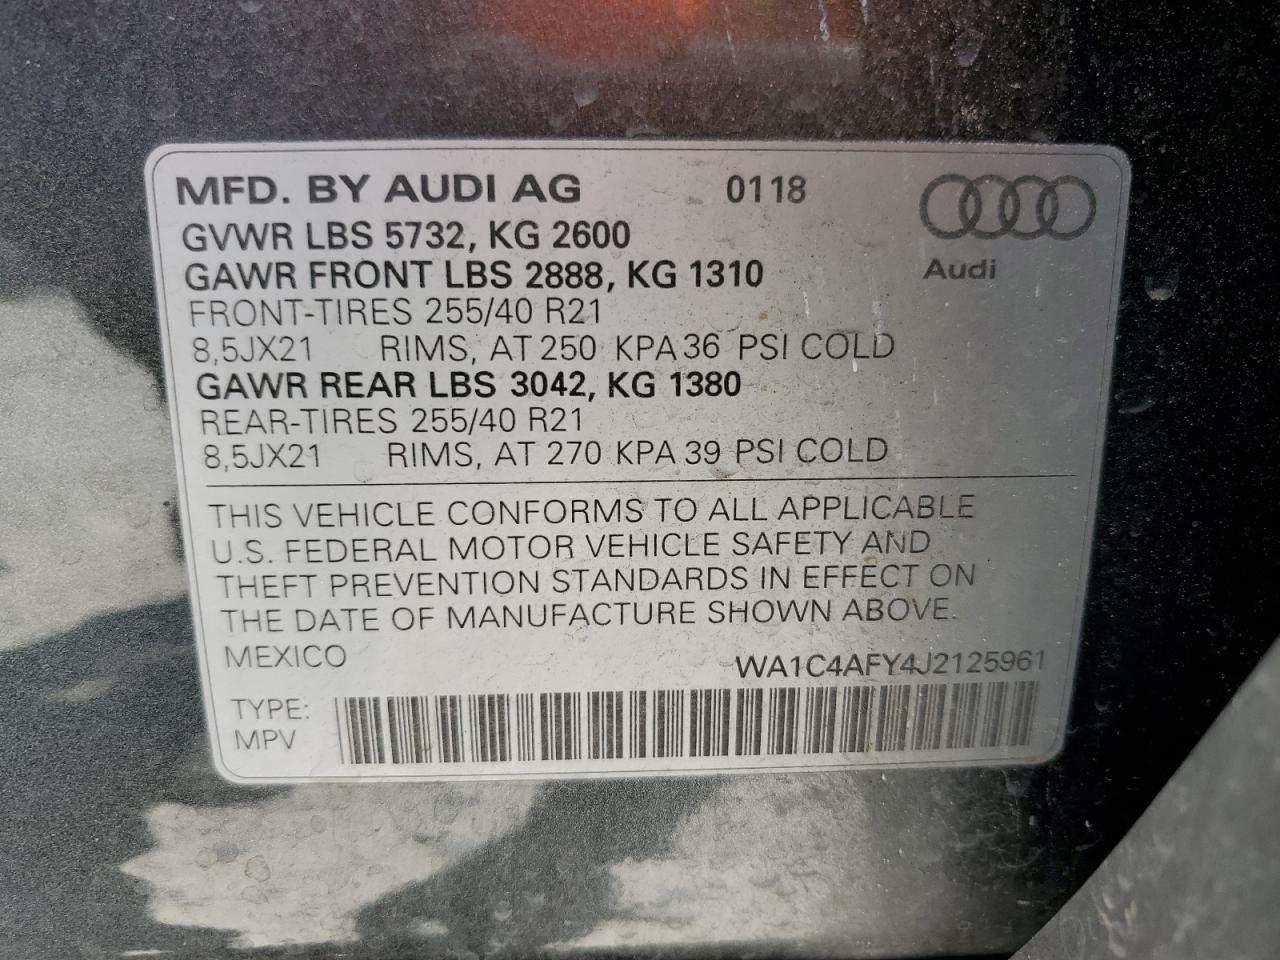 MFD. BY AUDI AG 0118
Audi
GVWR LBS 5732, KG 2600
GAWR FRONT LBS 2888, KG 1310
FRONT-TIRES 255/40 R21
8,5JX21 RIMS, AT 250 KPA 36 PSI COLD
GAWR REAR LBS 3042, KG 1380
REAR-TIRES 255/40 R21
8,5JX21 RIMS, AT 270 KPA 39 PSI COLD
THIS VEHICLE CONFORMS TO ALL APPLICABLE
U.S. FEDERAL MOTOR VEHICLE SAFETY AND
THEFT PREVENTION STANDARDS IN EFFECT ON
THE DATE OF MANUFACTURE SHOWN ABOVE.
MEXICO WA1C4AFY4J2125961
TYPE:
MPV